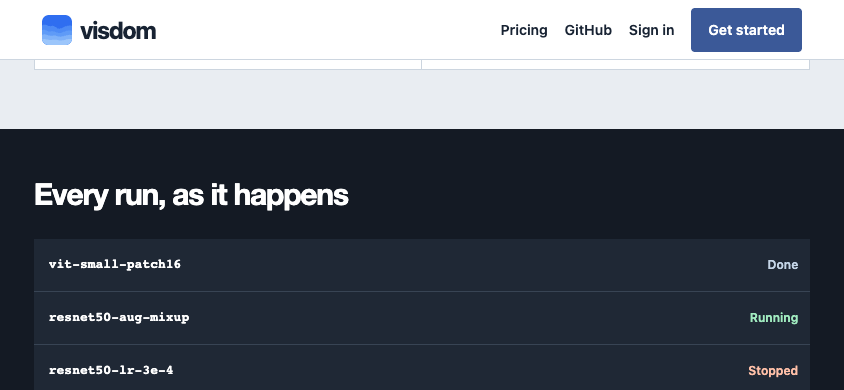 visdom
Pricing GitHub Sign in Get started
Every run, as it happens
vit-small-patch16 Done
resnet50-aug-mixup Running
resnet50-lr-3e-4 Stopped